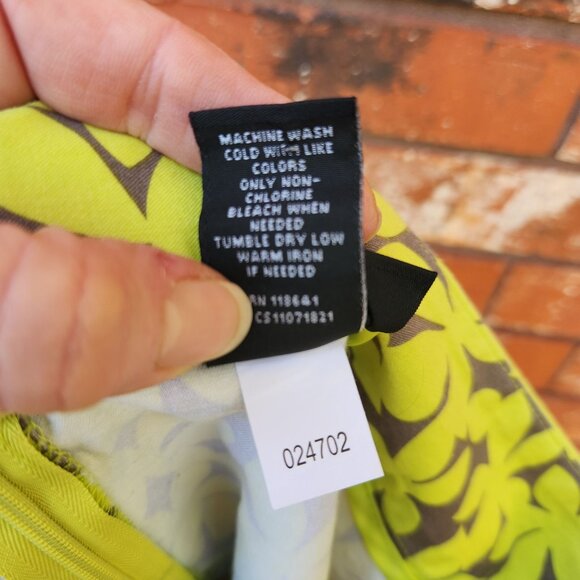 MACHINE WASH
COLD WITH LIKE
COLORS
ONLY NON-
CHLORINE
BLEACH WHEN
NEEDED
TUMBLE DRY LOW
WARM IRON
IF NEEDED
RN 118641
CS11071821
024702